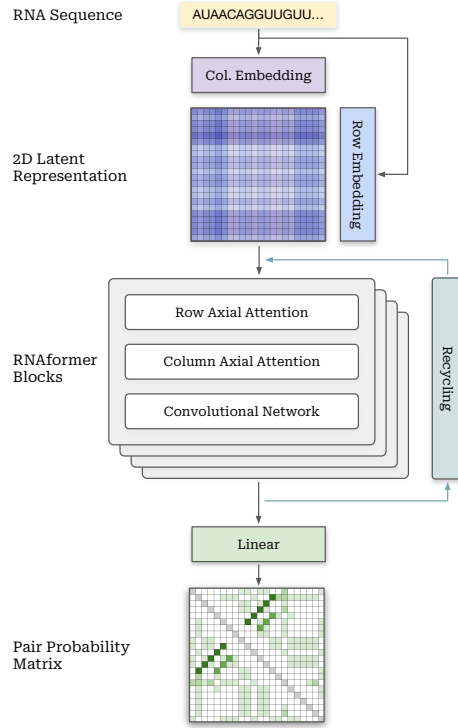 RNA Sequence
AUAACAGGUUGUU...
Col. Embedding
2D Latent
Representation
Row Embedding
RNAformer
Blocks
Row Axial Attention
Column Axial Attention
Convolutional Network
Recycling
Linear
Pair Probability
Matrix